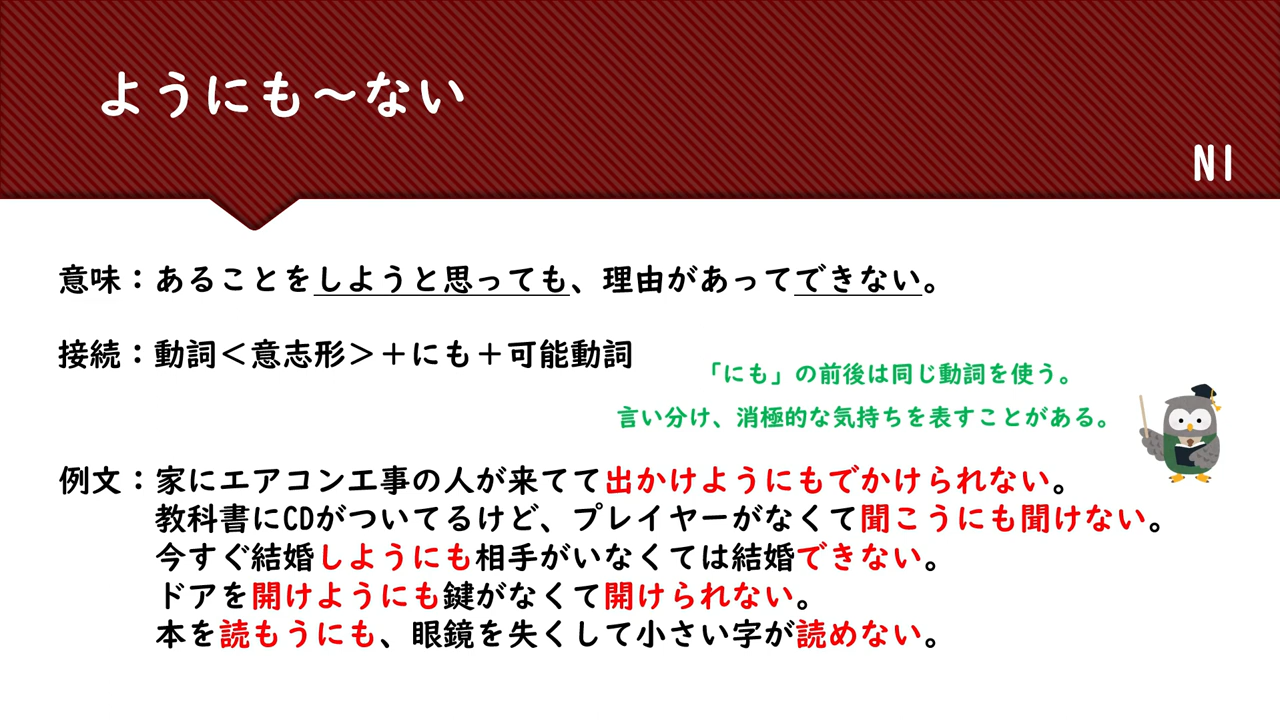 ようにも～ない
N1
意味：あることをしようと思っても、理由があってできない。
接続：動詞＜意志形＞＋にも＋可能動詞
「にも」の前後は同じ動詞を使う。
言い分け、消極的な気持ちを表すことがある。
例文：家にエアコン工事の人が来てて出かけようにもでかけられない。
教科書にCDがついてるけど、プレイヤーがなくて聞こうにも聞けない。
今すぐ結婚しようにも相手がいなくては結婚できない。
ドアを開けようにも鍵がなくて開けられない。
本を読もうにも、眼鏡を失くして小さい字が読めない。